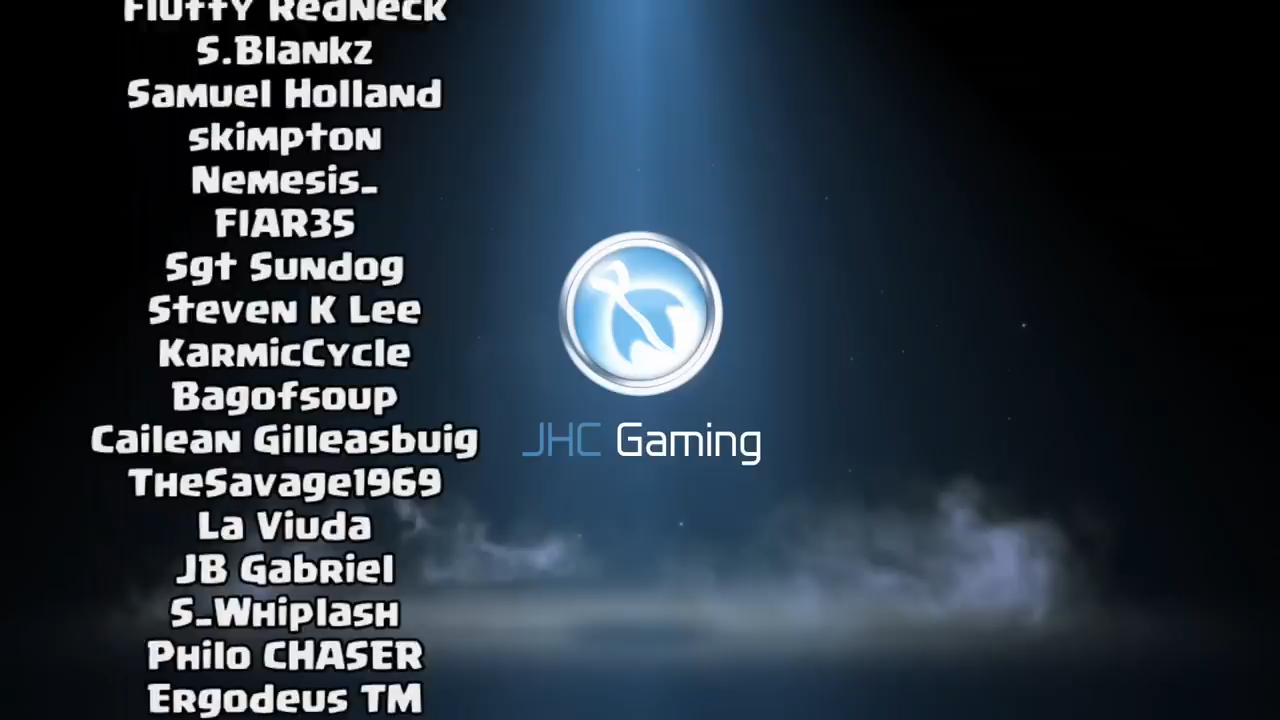 Fluffy RedNeck
S.Blankz
Samuel Holland
skimpton
Nemesis_
FIAR35
Sgt Sundog
Steven K Lee
KarmicCycle
Bagofsoup
Cailean Gilleasbuig
TheSavage1969
La Viuda
JB Gabriel
S_Whiplash
Philo CHASER
Ergodeus TM
JHC Gaming